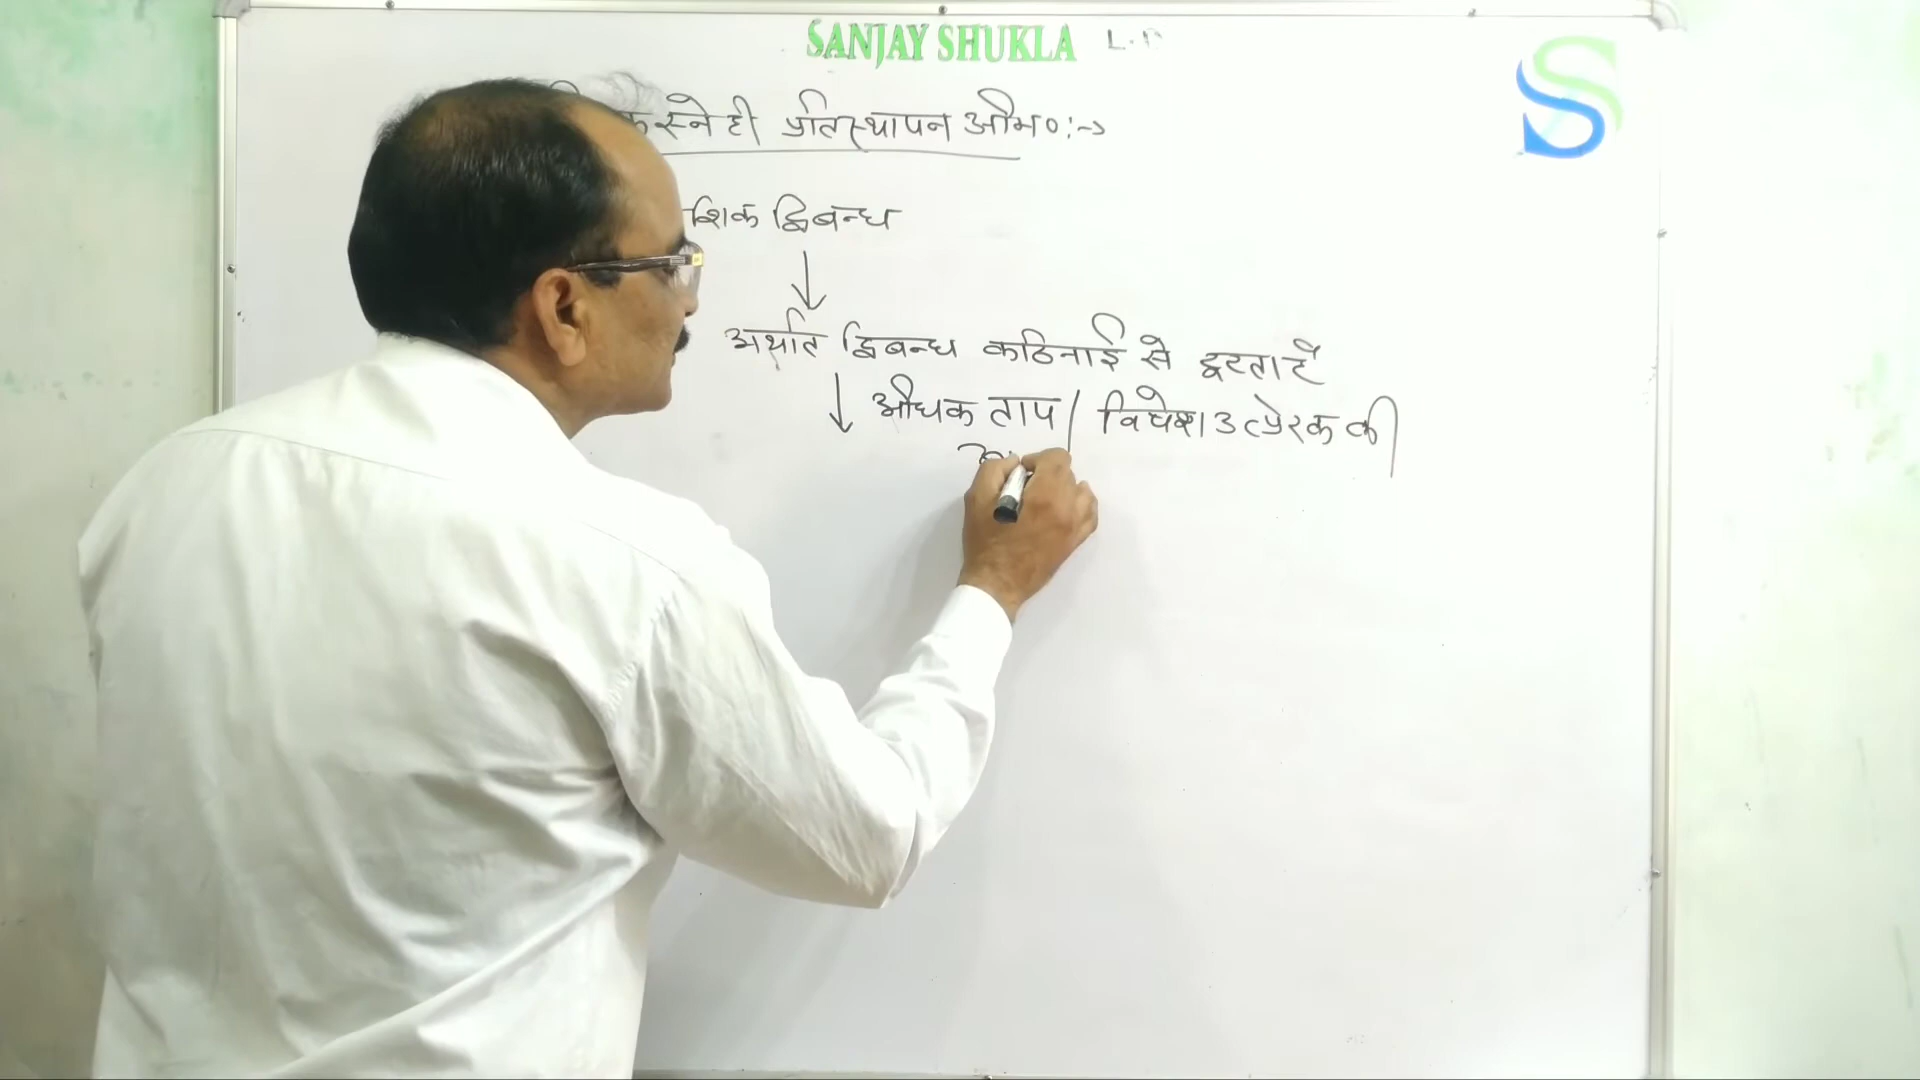 SANJAY SHUKLA L.P
स्नेही प्रतिस्थापन अभि०:->
शिक द्विबन्ध
↓
अर्थात द्विबन्ध कठिनाई से टूटता है
↓ अधिक ताप / विशेष उत्प्रेरक की